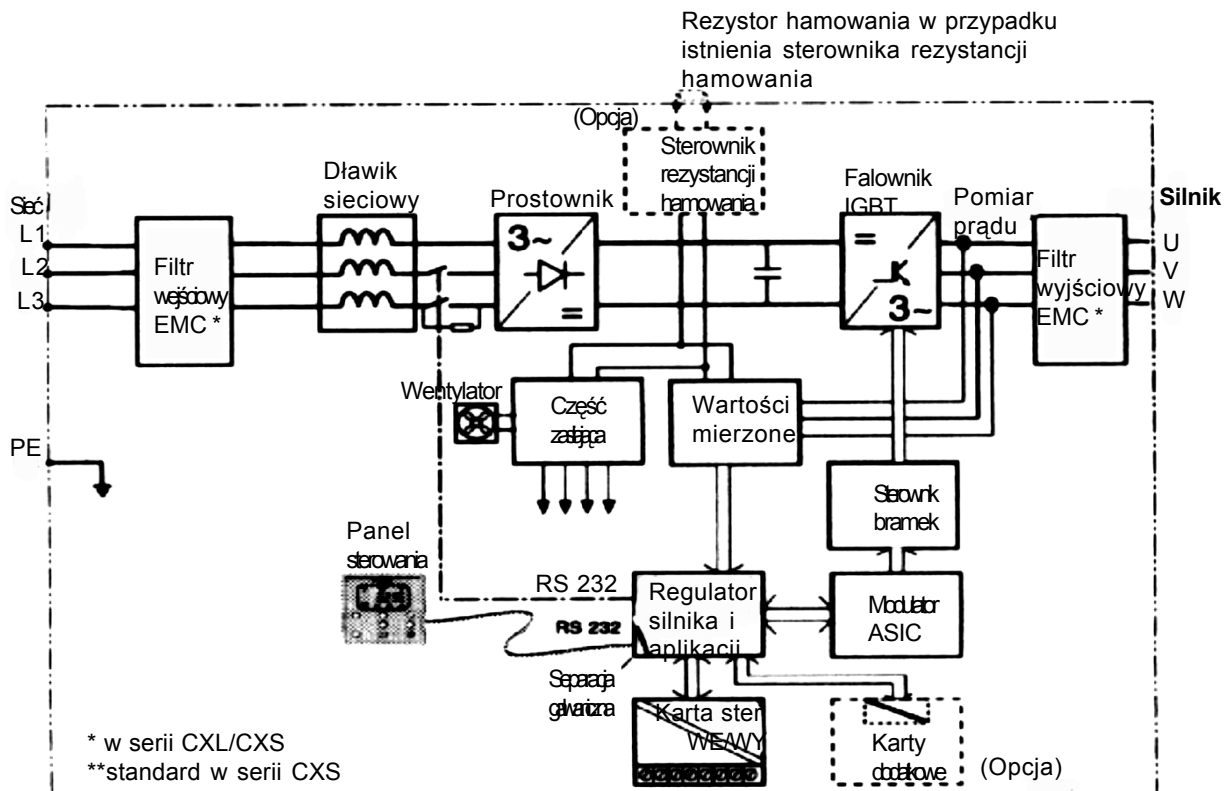 Rezystor hamowania w przypadku
istnienia sterownika rezystancji
hamowania
(Opcja)
Sterownik
rezystancji
hamowania
Dławik
sieciowy
Prostownik
Falownik
IGBT
Pomiar
prądu
Silnik
Sieć
L1
L2
L3
Filtr
wejściowy
EMC *
3~
=
=
3~
Filtr
wyjściowy
EMC *
U
V
W
Wentylator
Część
zasilająca
Wartości
mierzone
PE
Sterownik
bramek
Panel
sterowania
RS 232
RS 232
Regulator
silnika i
aplikacji
Modulator
ASIC
Separacja
galwaniczna
Karta ster
WE/WY
Karty
dodatkowe
(Opcja)
* w serii CXL/CXS
**standard w serii CXS